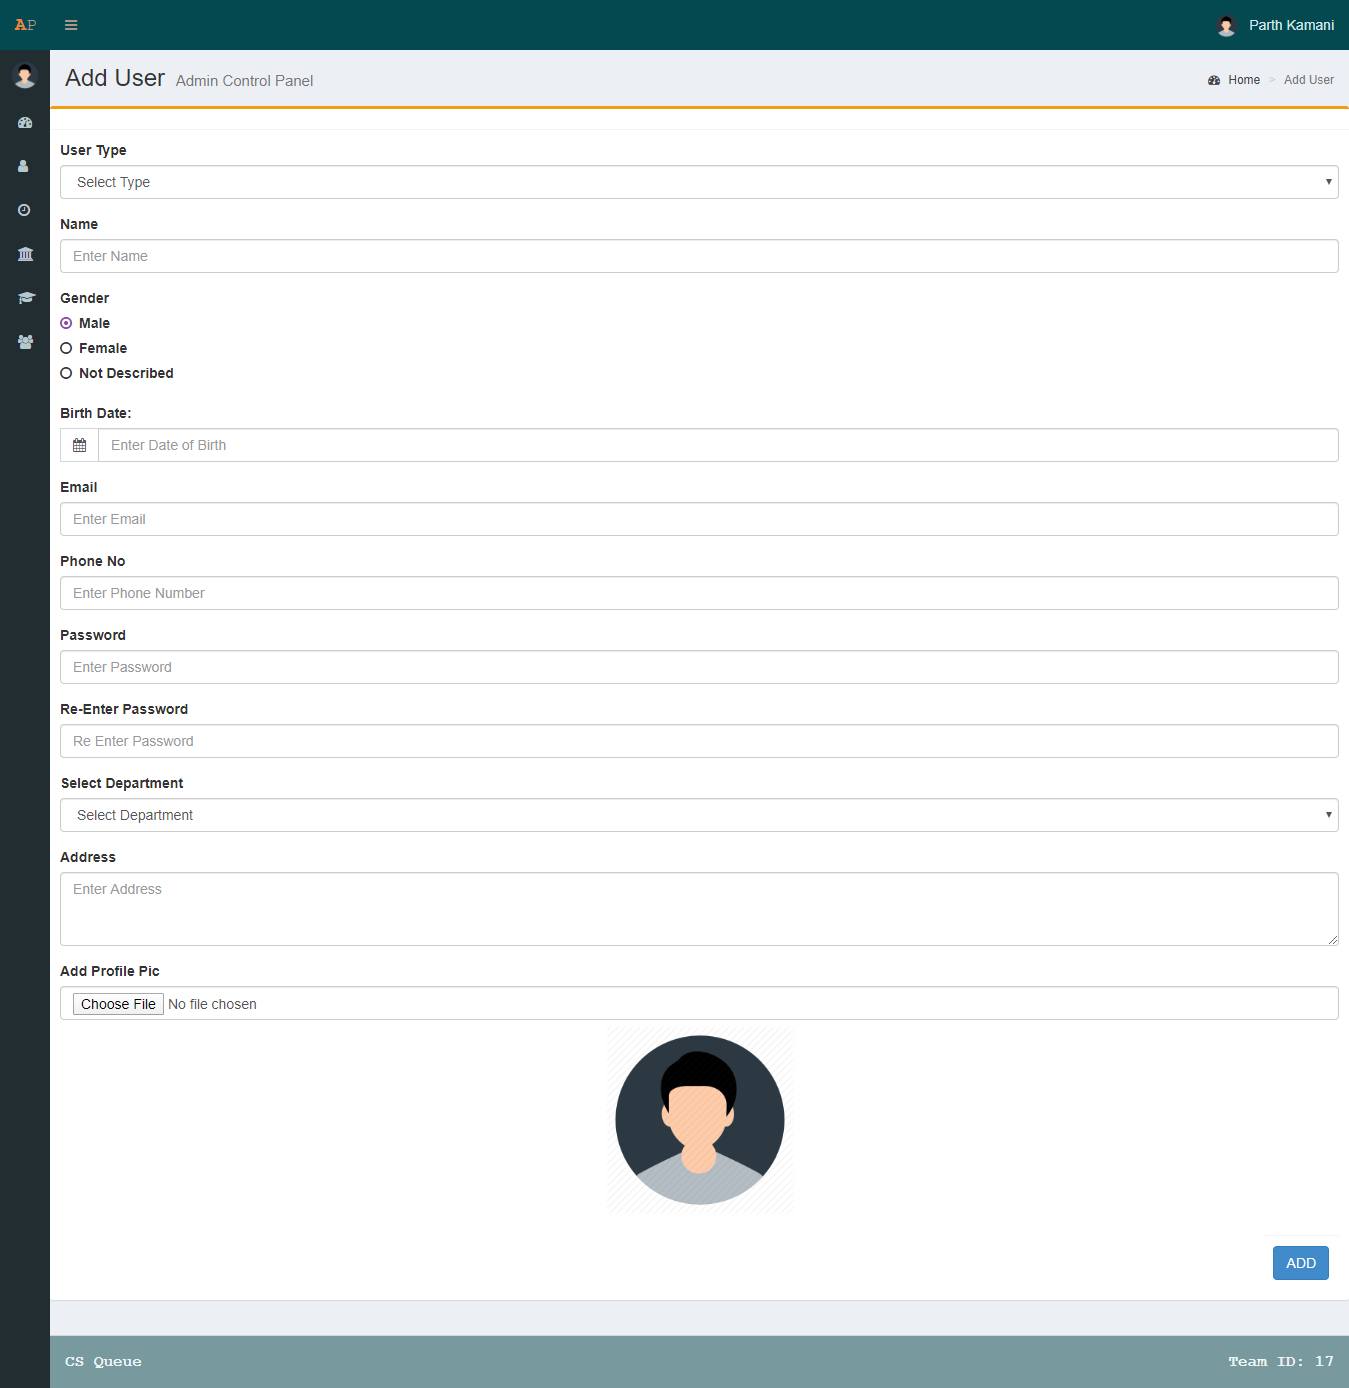 AP
Parth Kamani
Add User Admin Control Panel
Home > Add User
User Type
Select Type
Name
Enter Name
Gender
Male
Female
Not Described
Birth Date:
Enter Date of Birth
Email
Enter Email
Phone No
Enter Phone Number
Password
Enter Password
Re-Enter Password
Re Enter Password
Select Department
Select Department
Address
Enter Address
Add Profile Pic
Choose File No file chosen
ADD
CS Queue
Team ID: 17